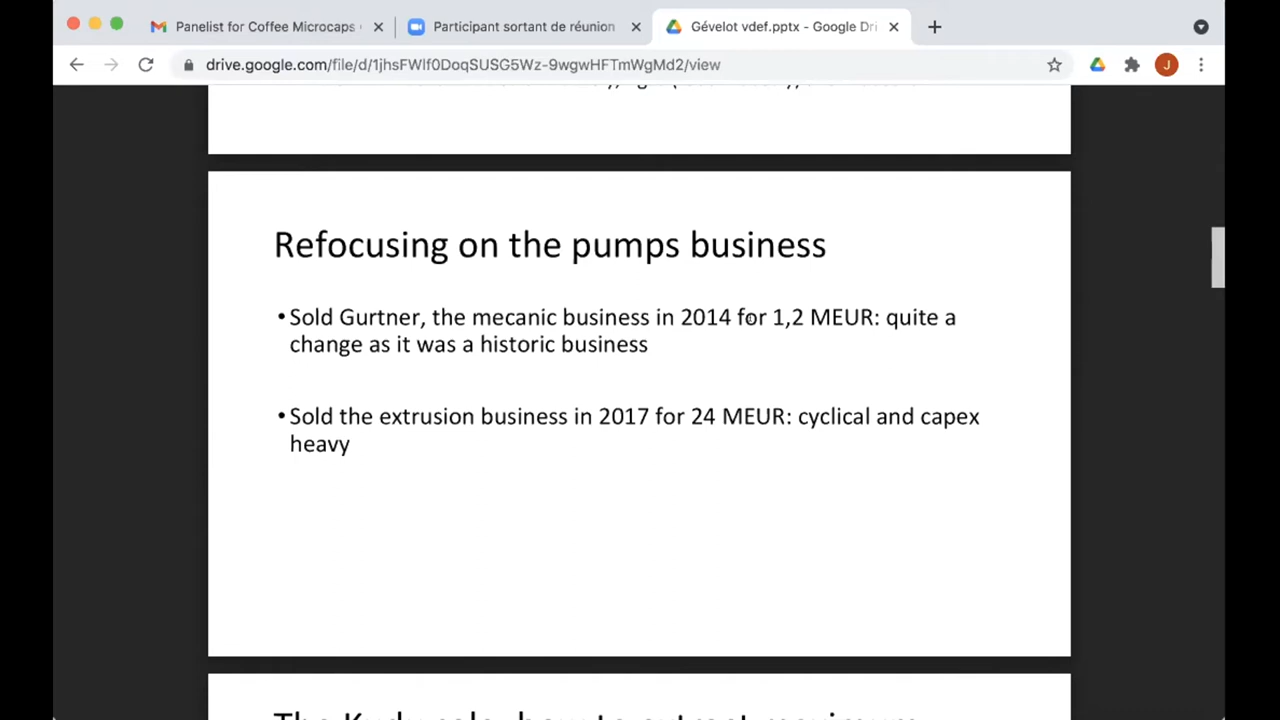 Panelist for Coffee Microcaps
Participant sortant de réunion
Gévelot vdef.pptx - Google Dri
drive.google.com/file/d/1jhsFWlf0DoqSUSG5Wz-9wgwHFTmWgMd2/view
J
Refocusing on the pumps business
•Sold Gurtner, the mecanic business in 2014 for 1,2 MEUR: quite a
change as it was a historic business
•Sold the extrusion business in 2017 for 24 MEUR: cyclical and capex
heavy